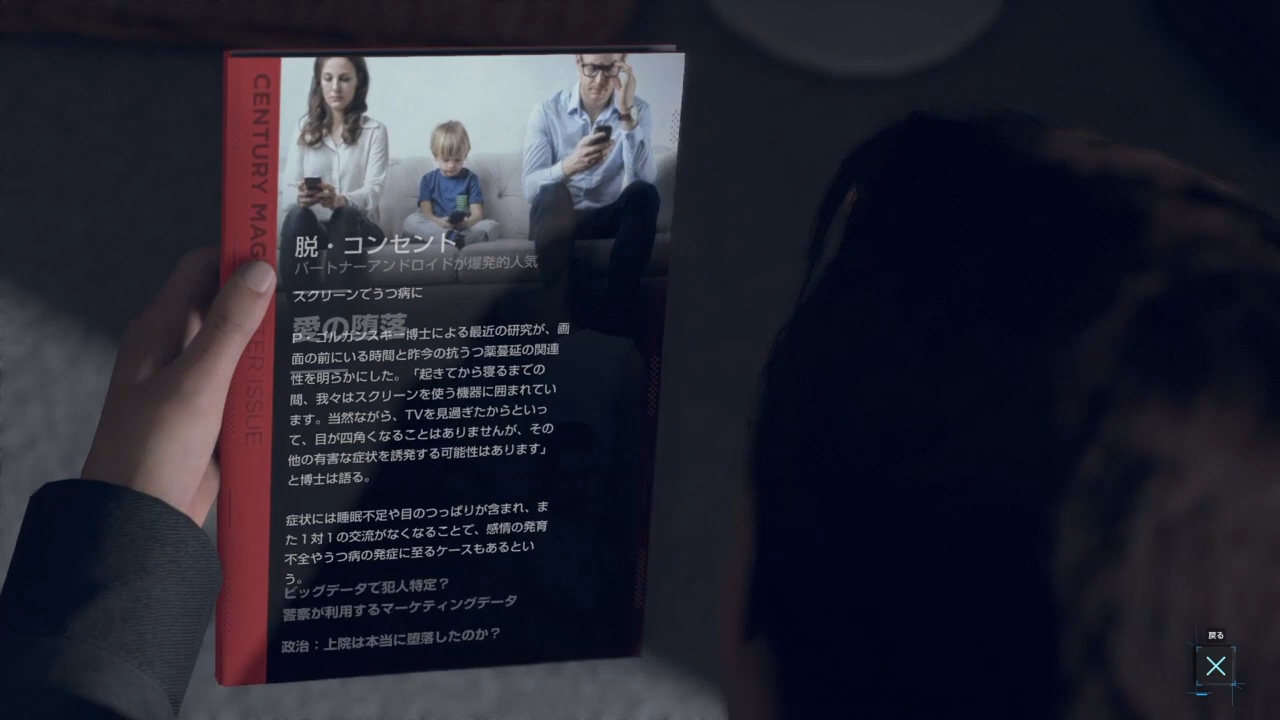 CENTURY MAG
ER ISSUE
脱・コンセント
パートナーアンドロイドが爆発的人気
スクリーンでうつ病に
愛の堕落
P・ゴルガンスキー博士による最近の研究が、画
面の前にいる時間と昨今の抗うつ薬蔓延の関連
性を明らかにした。「起きてから寝るまでの
間、我々はスクリーンを使う機器に囲まれてい
ます。当然ながら、TVを見過ぎたからといっ
て、目が四角くなることはありませんが、その
他の有害な症状を誘発する可能性はあります」
と博士は語る。
症状には睡眠不足や目のつっぱりが含まれ、ま
た１対１の交流がなくなることで、感情の発育
不全やうつ病の発症に至るケースもあるとい
う。
ビッグデータで犯人特定？
警察が利用するマーケティングデータ
政治：上院は本当に堕落したのか？
戻る